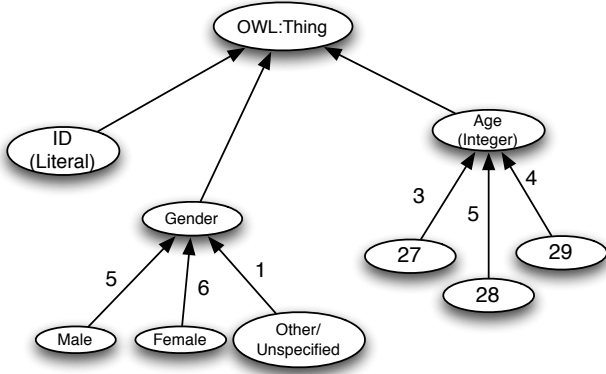 OWL:Thing
ID
(Literal)
Age
(Integer)
3
5
4
Gender
27
29
28
5
6
1
Male
Female
Other/
Unspecified